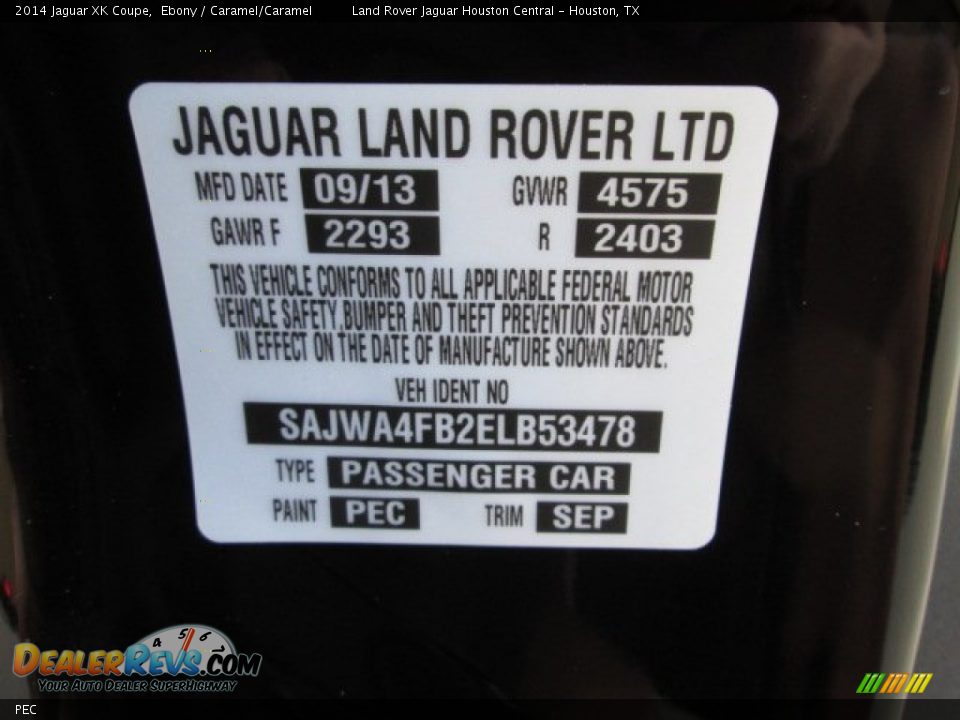 2014 Jaguar XK Coupe,  Ebony / Caramel/Caramel  Land Rover Jaguar Houston Central - Houston, TX
JAGUAR LAND ROVER LTD
MFD DATE 09/13 GVWR 4575
GAWR F 2293 R 2403
THIS VEHICLE CONFORMS TO ALL APPLICABLE FEDERAL MOTOR
VEHICLE SAFETY,BUMPER AND THEFT PREVENTION STANDARDS
IN EFFECT ON THE DATE OF MANUFACTURE SHOWN ABOVE.
VEH IDENT NO
SAJWA4FB2ELB53478
TYPE PASSENGER CAR
PAINT PEC TRIM SEP
4 5 6
DEALERREVS.COM
YOUR AUTO DEALER SUPERHIGHWAY
PEC